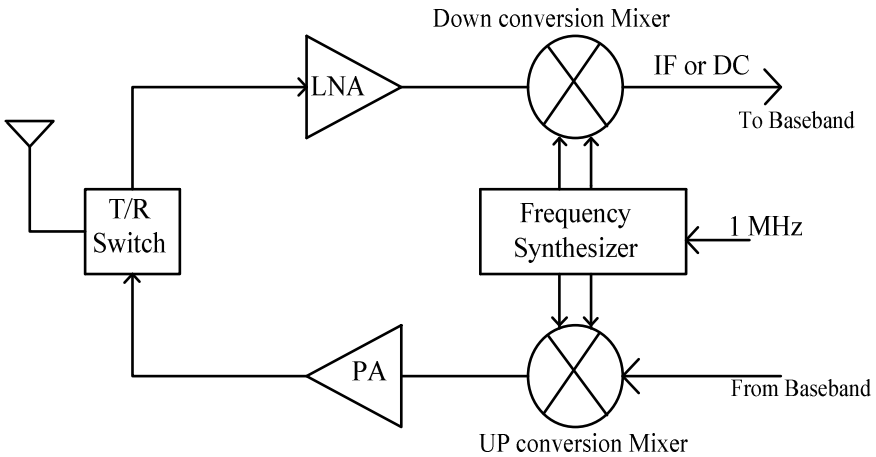 Down conversion Mixer
LNA
IF or DC
To Baseband
T/R
Switch
Frequency
Synthesizer
1 MHz
PA
From Baseband
UP conversion Mixer